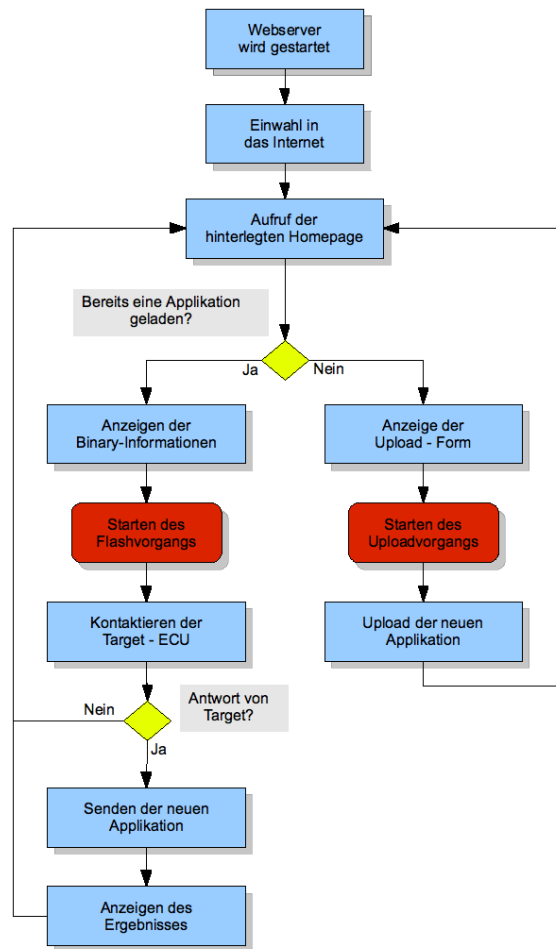 Webserver
wird gestartet
Einwahl in
das Internet
Aufruf der
hinterlegten Homepage
Bereits eine Applikation
geladen?
Ja
Nein
Anzeigen der
Binary-Informationen
Anzeige der
Upload - Form
Starten des
Flashvorgangs
Starten des
Uploadvorgangs
Kontaktieren der
Target - ECU
Upload der neuen
Applikation
Antwort von
Target?
Nein
Ja
Senden der neuen
Applikation
Anzeigen des
Ergebnisses